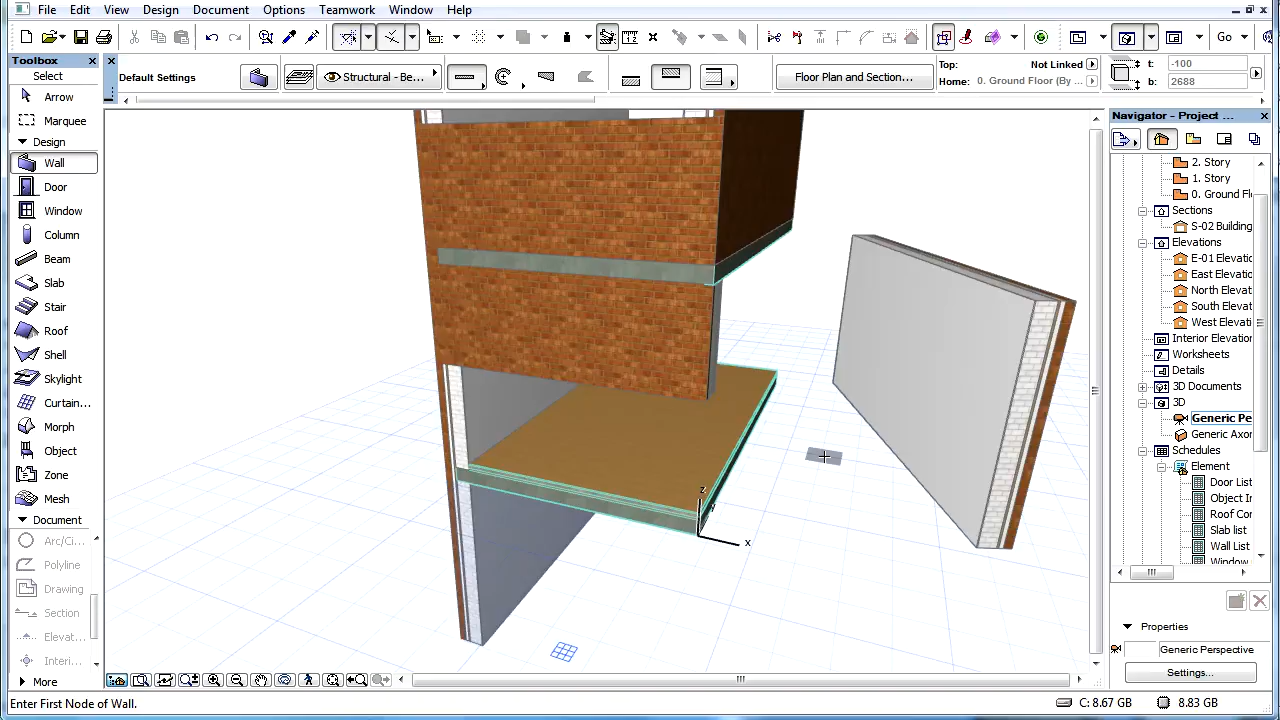 File Edit View Design Document Options Teamwork Window Help
Go
Toolbox
Select
Arrow
Marquee
Design
Wall
Door
Window
Column
Beam
Slab
Stair
Roof
Shell
Skylight
Curtain...
Morph
Object
Zone
Mesh
Document
Arc/Ci...
Polyline
Drawing
Section
Elevat...
Interi...
More
Default Settings
Structural - Be...
Floor Plan and Section...
Top: Not Linked
Home: 0. Ground Floor (By
t: -100
b: 2688
z
y
x
Navigator - Project ...
2. Story
1. Story
0. Ground Fl
Sections
S-02 Building
Elevations
E-01 Elevatio
East Elevatic
North Elevat
South Elevat
West Elevati
Interior Elevation
Worksheets
Details
3D Documents
3D
Generic Pe
Generic Axor
Schedules
Element
Door List
Object Ir
Roof Cor
Slab list
Wall List
Window
Properties
Generic Perspective
Settings...
Enter First Node of Wall.
C: 8.67 GB
8.83 GB